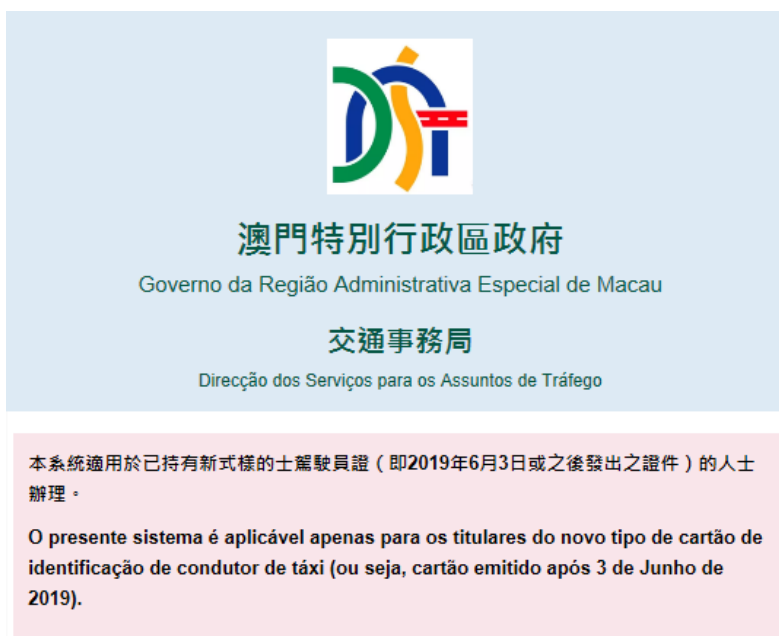 DST
澳門特別行政區政府
Governo da Região Administrativa Especial de Macau
交通事務局
Direcção dos Serviços para os Assuntos de Tráfego
本系統適用於已持有新式樣的士駕駛員證（即2019年6月3日或之後發出之證件）的人士
辦理。
O presente sistema é aplicável apenas para os titulares do novo tipo de cartão de
identificação de condutor de táxi (ou seja, cartão emitido após 3 de Junho de
2019).